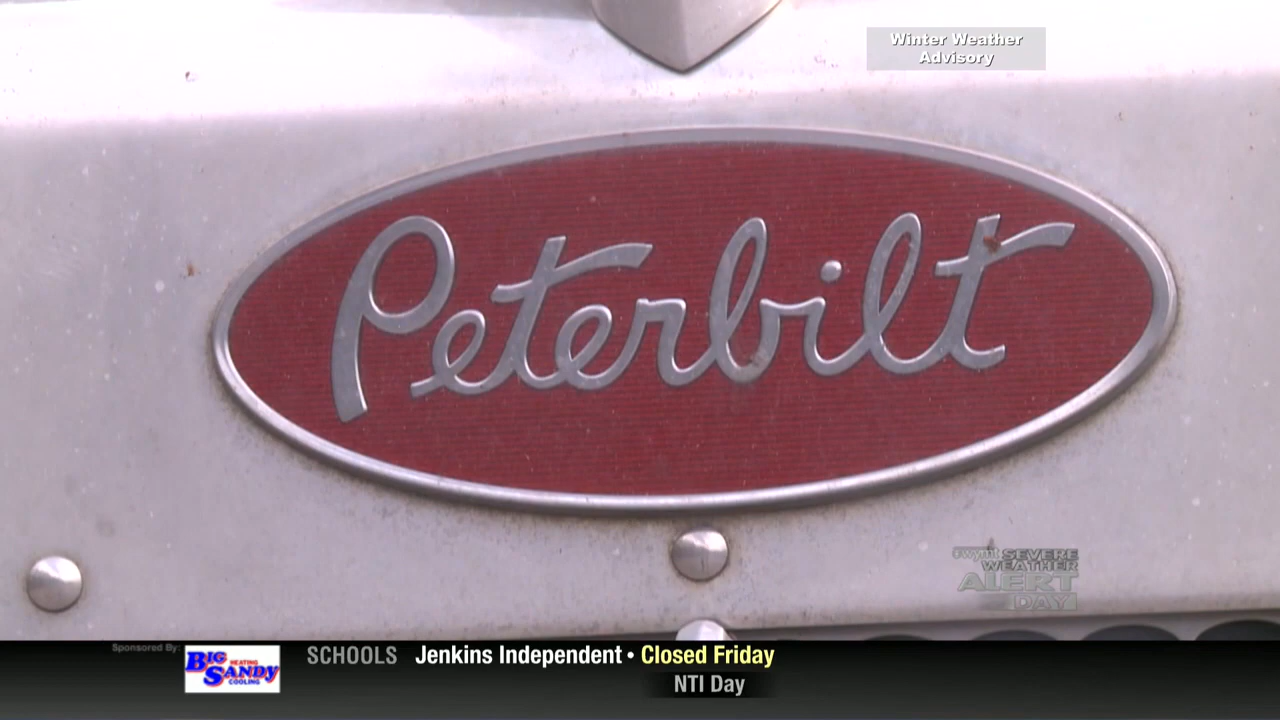 Winter Weather
Advisory
Peterbilt
wymt SEVERE
WEATHER
ALERT
DAY
Sponsored By:
BIG
SANDY
HEATING
COOLING
SCHOOLS
Jenkins Independent • Closed Friday
NTI Day